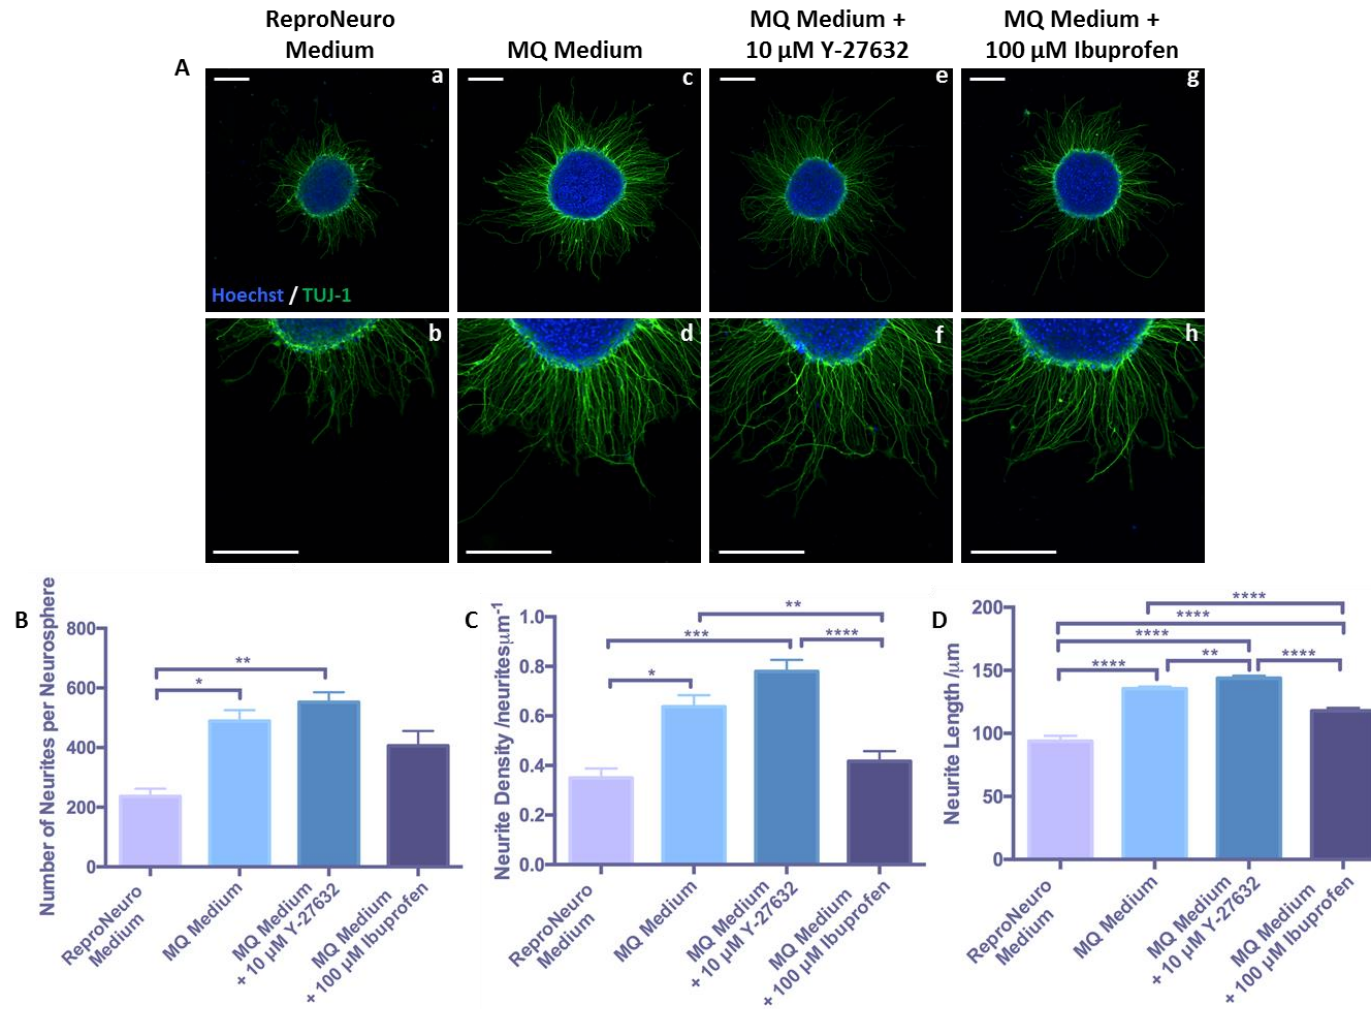 ReproNeuro
Medium
MQ Medium
MQ Medium +
10 µM Y-27632
MQ Medium +
100 µM Ibuprofen
A
a
c
e
g
Hoechst / TUJ-1
b
d
f
h
B
Number of Neurites per Neurosphere
800
600
400
200
0
**
*
ReproNeuro
Medium
MQ Medium
MQ Medium
+ 10 µM Y-27632
MQ Medium
+ 100 µM Ibuprofen
C
Neurite Density /neuritesµm-1
1.0
0.8
0.6
0.4
0.2
0.0
**
***
****
*
ReproNeuro
Medium
MQ Medium
MQ Medium
+ 10 µM Y-27632
MQ Medium
+ 100 µM Ibuprofen
D
Neurite Length /µm
200
150
100
50
0
****
****
****
****
**
****
ReproNeuro
Medium
MQ Medium
MQ Medium
+ 10 µM Y-27632
MQ Medium
+ 100 µM Ibuprofen